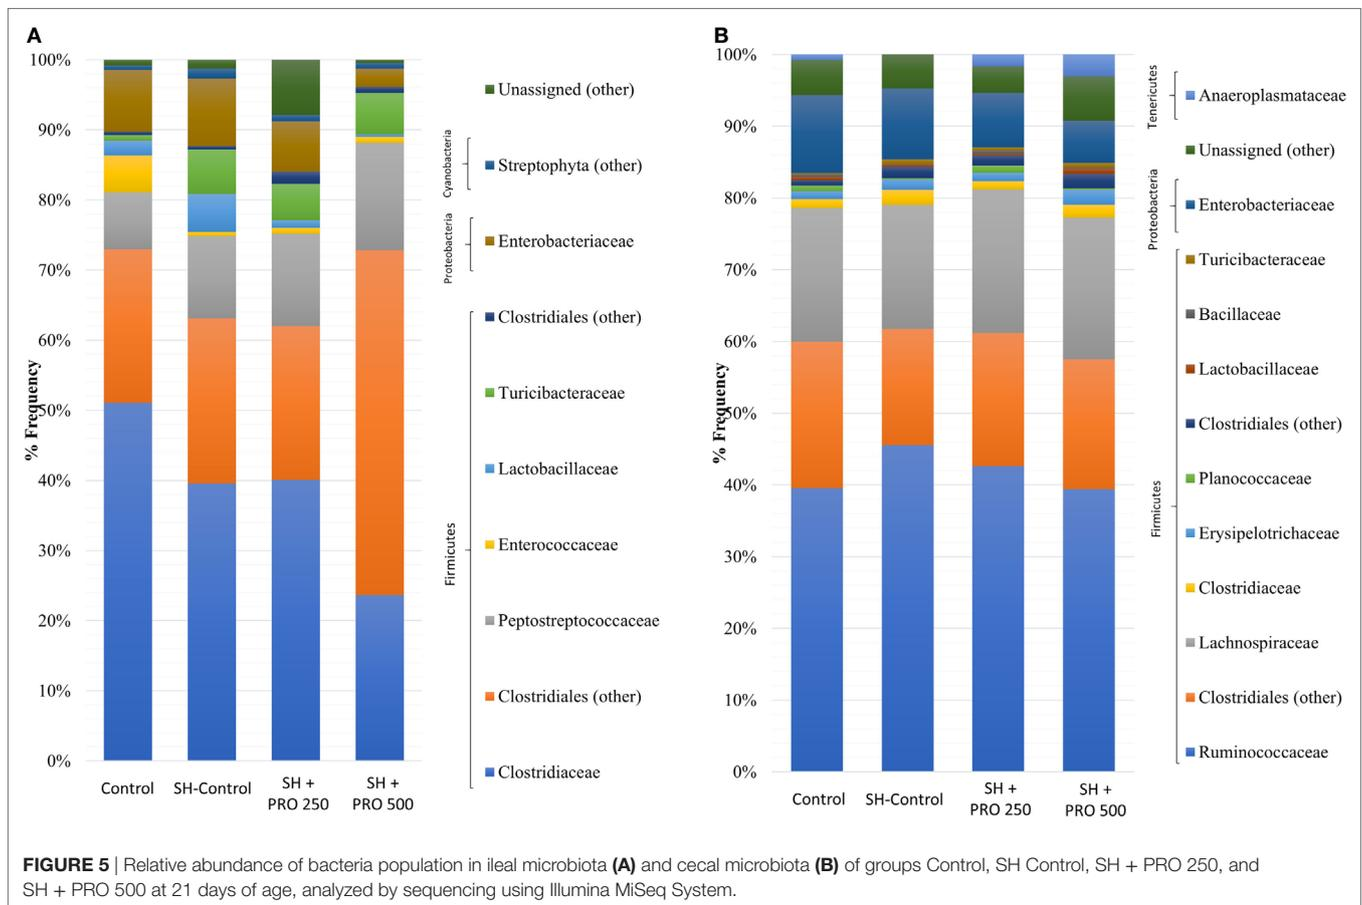 A
% Frequency
100%
90%
80%
70%
60%
50%
40%
30%
20%
10%
0%
Control
SH-Control
SH +
PRO 250
SH +
PRO 500
Unassigned (other)
Cyanobacteria
Streptophyta (other)
Proteobacteria
Enterobacteriaceae
Firmicutes
Clostridiales (other)
Turicibacteraceae
Lactobacillaceae
Enterococcaceae
Peptostreptococcaceae
Clostridiales (other)
Clostridiaceae
B
% Frequency
100%
90%
80%
70%
60%
50%
40%
30%
20%
10%
0%
Control
SH-Control
SH +
PRO 250
SH +
PRO 500
Tenericutes
Anaeroplasmataceae
Unassigned (other)
Proteobacteria
Enterobacteriaceae
Firmicutes
Turicibacteraceae
Bacillaceae
Lactobacillaceae
Clostridiales (other)
Planococcaceae
Erysipelotrichaceae
Clostridiaceae
Lachnospiraceae
Clostridiales (other)
Ruminococcaceae
FIGURE 5 | Relative abundance of bacteria population in ileal microbiota (A) and cecal microbiota (B) of groups Control, SH Control, SH + PRO 250, and
SH + PRO 500 at 21 days of age, analyzed by sequencing using Illumina MiSeq System.